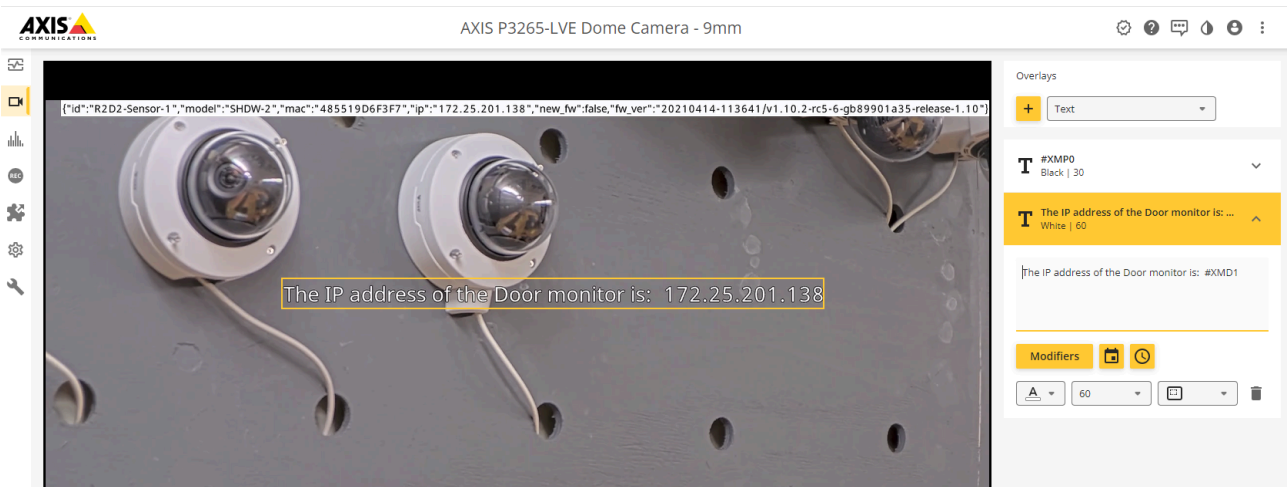 AXIS
COMMUNICATIONS
AXIS P3265-LVE Dome Camera - 9mm
{"id":"R2D2-Sensor-1","model":"SHDW-2","mac":"485519D6F3F7","ip":"172.25.201.138","new_fw":false,"fw_ver":"20210414-113641/v1.10.2-rc5-6-gb89901a35-release-1.10"}
The IP address of the Door monitor is: 172.25.201.138
REC
Overlays
+ Text
T #XMP0
Black | 30
T The IP address of the Door monitor is: ...
White | 60
The IP address of the Door monitor is: #XMD1
Modifiers
A 60